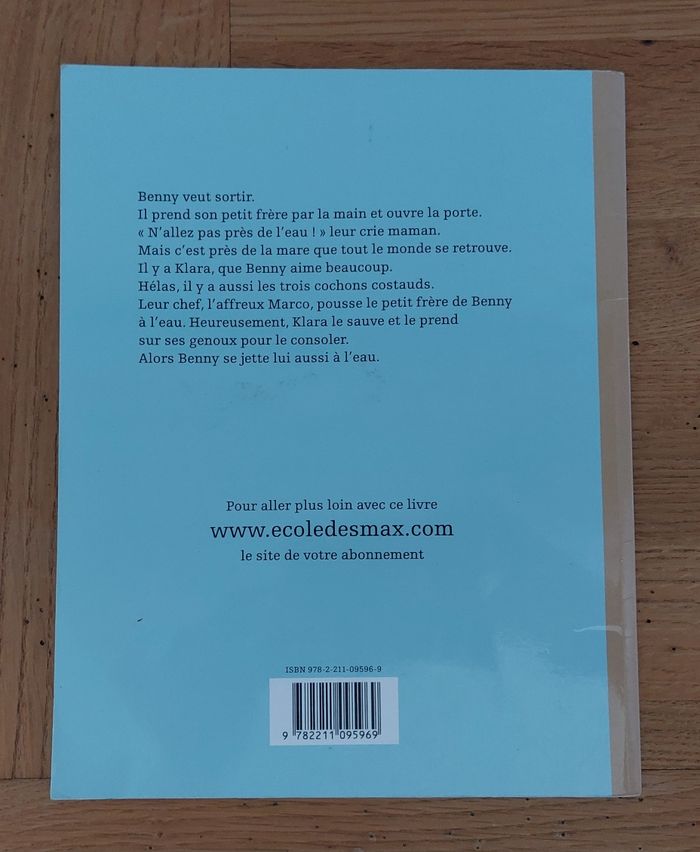 Benny veut sortir.
Il prend son petit frère par la main et ouvre la porte.
« N'allez pas près de l'eau ! » leur crie maman.
Mais c'est près de la mare que tout le monde se retrouve.
Il y a Klara, que Benny aime beaucoup.
Hélas, il y a aussi les trois cochons costauds.
Leur chef, l'affreux Marco, pousse le petit frère de Benny
à l'eau. Heureusement, Klara le sauve et le prend
sur ses genoux pour le consoler.
Alors Benny se jette lui aussi à l'eau.
Pour aller plus loin avec ce livre
www.ecoledesmax.com
le site de votre abonnement
ISBN 978-2-211-09596-9
9 782211 095969